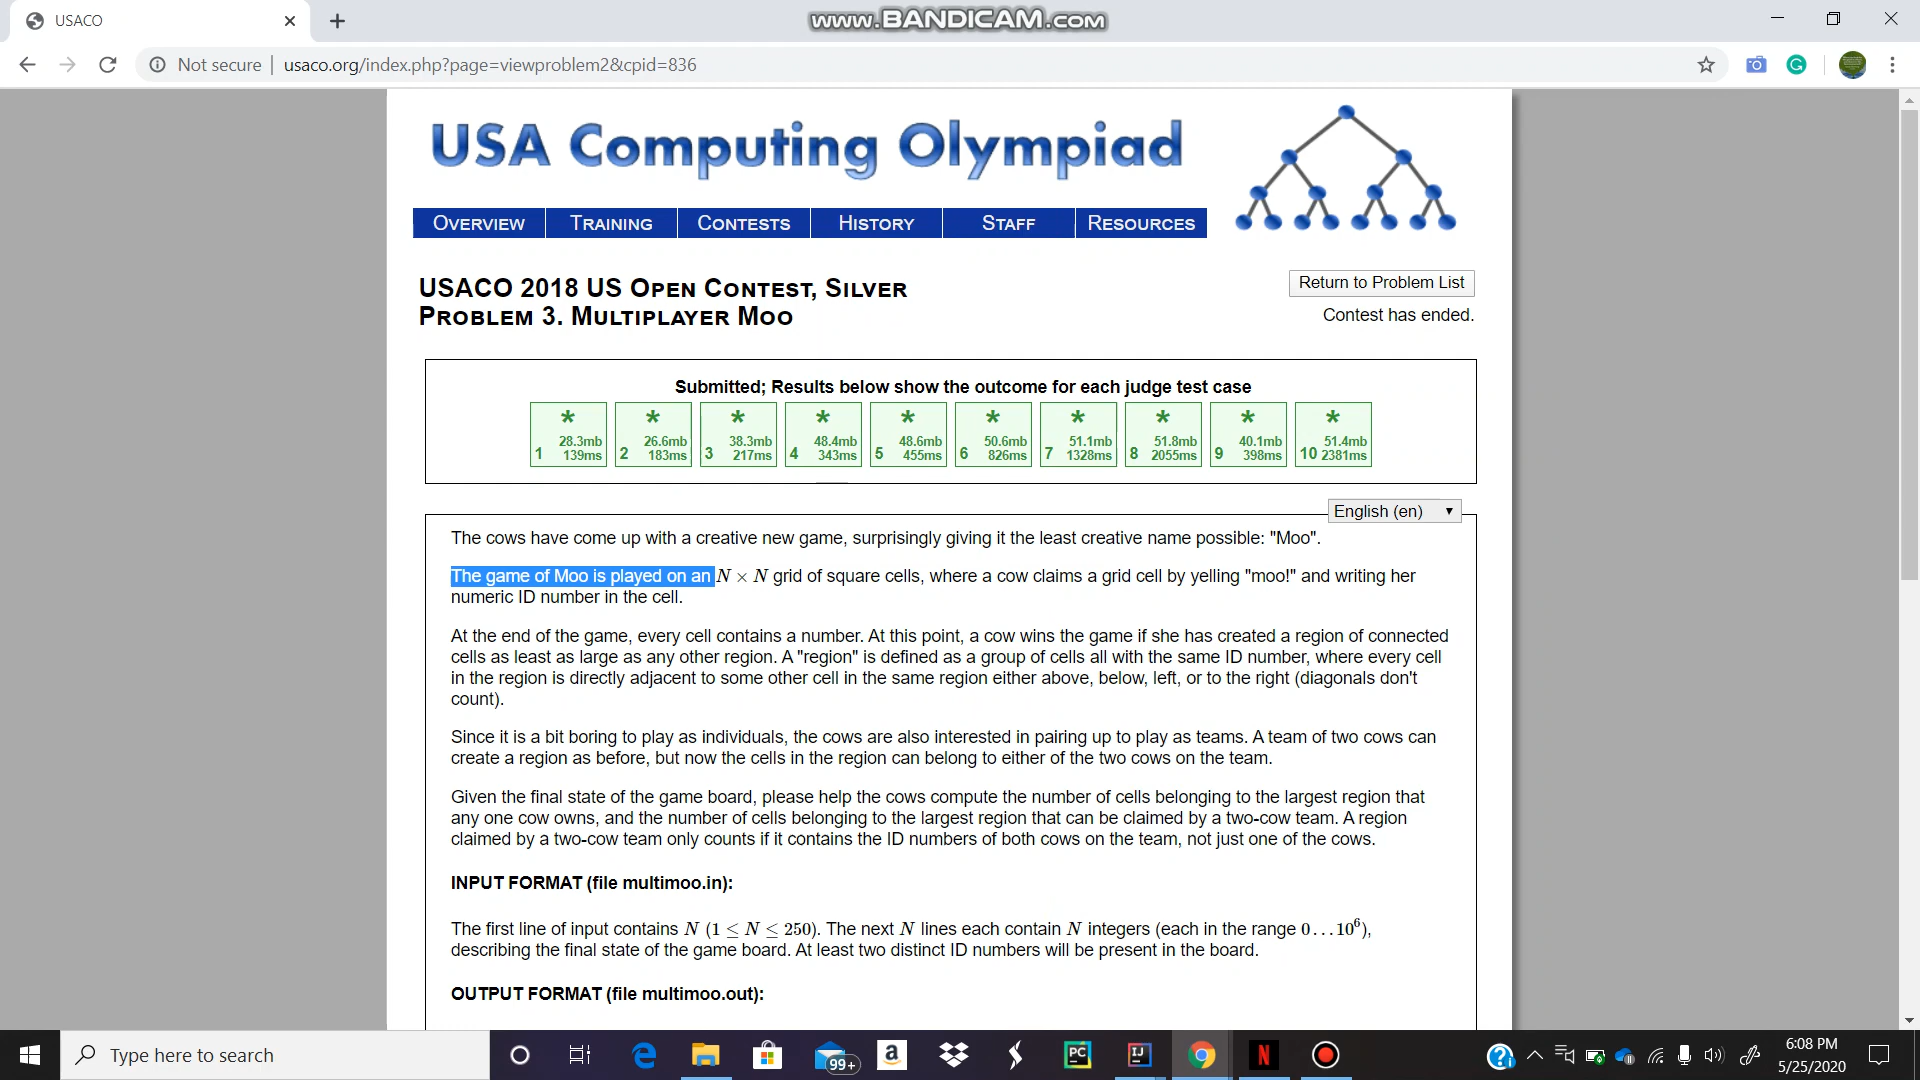 USACO
www.BANDICAM.com
Not secure | usaco.org/index.php?page=viewproblem2&cpid=836
USA Computing Olympiad
OVERVIEW TRAINING CONTESTS HISTORY STAFF RESOURCES
USACO 2018 US OPEN CONTEST, SILVER
PROBLEM 3. MULTIPLAYER MOO
Return to Problem List
Contest has ended.
Submitted; Results below show the outcome for each judge test case
* * * * * * * * * *
28.3mb 26.6mb 38.3mb 48.4mb 48.6mb 50.6mb 51.1mb 51.8mb 40.1mb 51.4mb
1 139ms 2 183ms 3 217ms 4 343ms 5 455ms 6 826ms 7 1328ms 8 2055ms 9 398ms 10 2381ms
English (en)
The cows have come up with a creative new game, surprisingly giving it the least creative name possible: "Moo".
The game of Moo is played on an N × N grid of square cells, where a cow claims a grid cell by yelling "moo!" and writing her
numeric ID number in the cell.
At the end of the game, every cell contains a number. At this point, a cow wins the game if she has created a region of connected
cells as least as large as any other region. A "region" is defined as a group of cells all with the same ID number, where every cell
in the region is directly adjacent to some other cell in the same region either above, below, left, or to the right (diagonals don't
count).
Since it is a bit boring to play as individuals, the cows are also interested in pairing up to play as teams. A team of two cows can
create a region as before, but now the cells in the region can belong to either of the two cows on the team.
Given the final state of the game board, please help the cows compute the number of cells belonging to the largest region that
any one cow owns, and the number of cells belonging to the largest region that can be claimed by a two-cow team. A region
claimed by a two-cow team only counts if it contains the ID numbers of both cows on the team, not just one of the cows.
INPUT FORMAT (file multimoo.in):
The first line of input contains N (1 ≤ N ≤ 250). The next N lines each contain N integers (each in the range 0…10⁶),
describing the final state of the game board. At least two distinct ID numbers will be present in the board.
OUTPUT FORMAT (file multimoo.out):
Type here to search
99+
PC
IJ
6:08 PM
5/25/2020